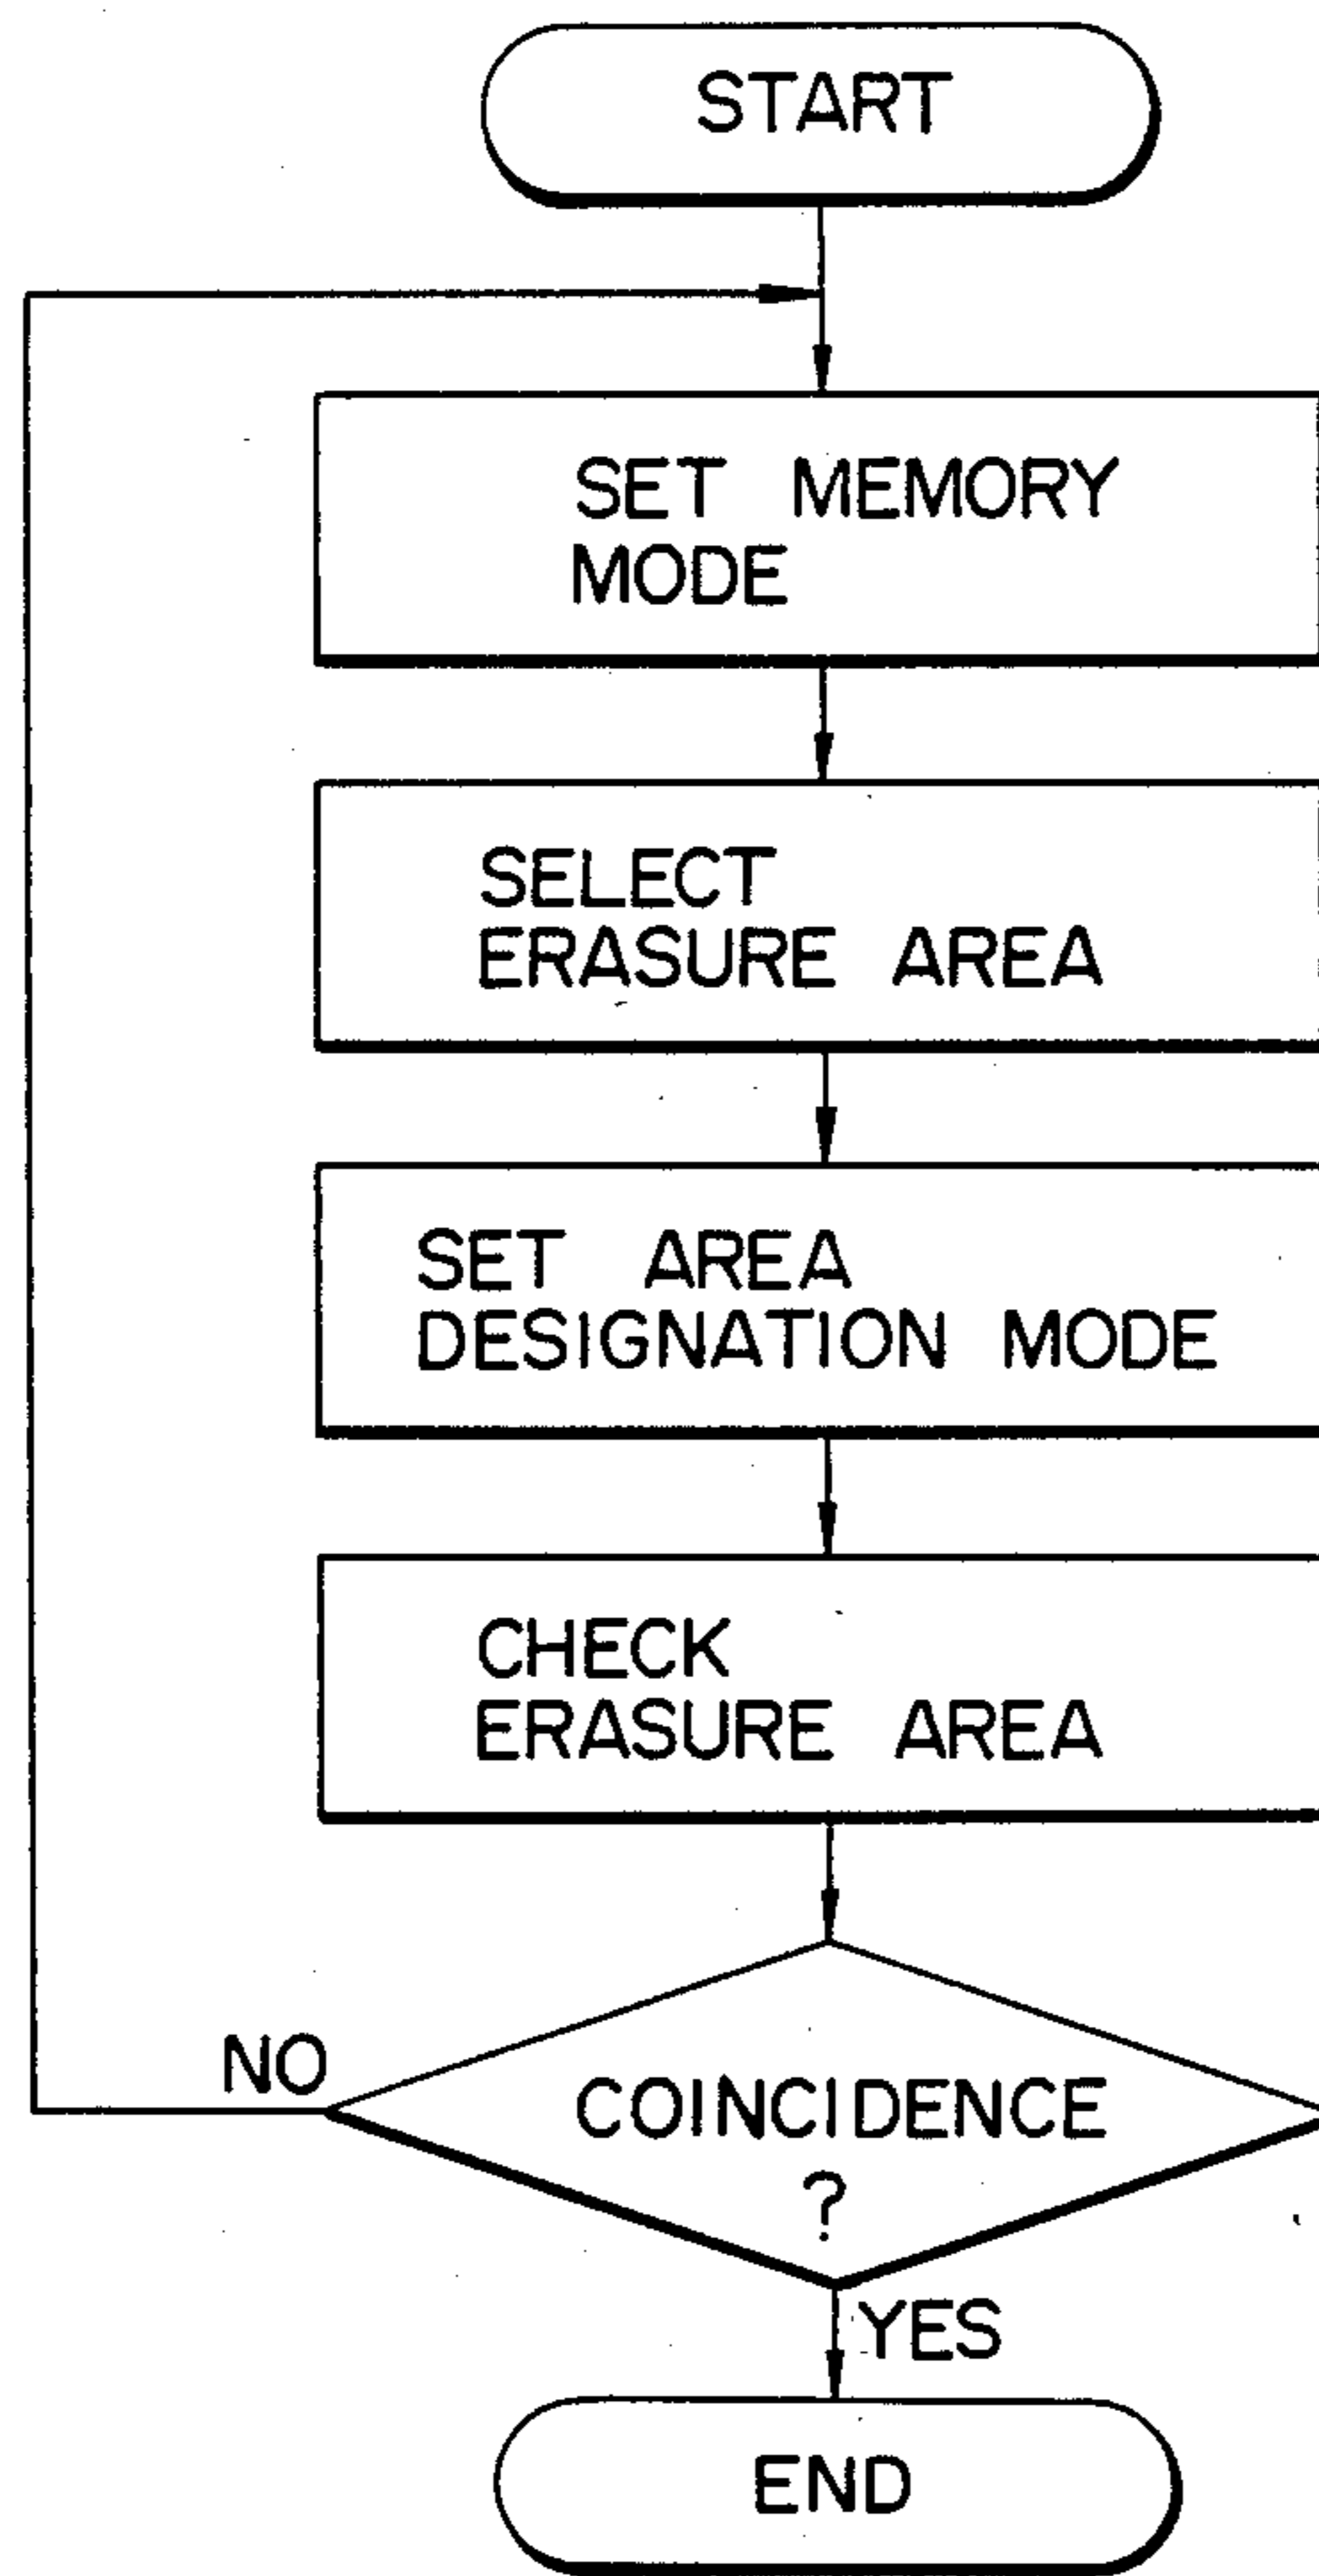 START
SET MEMORY
MODE
SELECT
ERASURE AREA
SET AREA
DESIGNATION MODE
CHECK
ERASURE AREA
NO
COINCIDENCE
?
YES
END